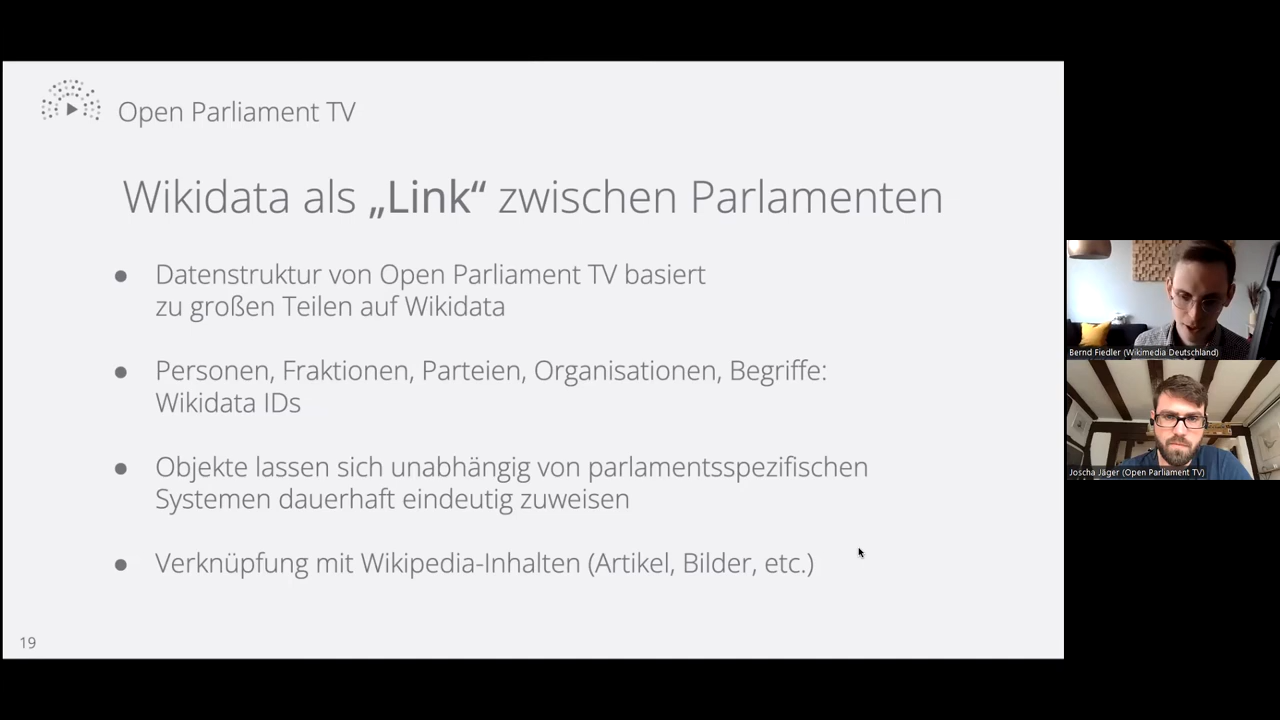 Open Parliament TV
Wikidata als „Link“ zwischen Parlamenten
● Datenstruktur von Open Parliament TV basiert
zu großen Teilen auf Wikidata
● Personen, Fraktionen, Parteien, Organisationen, Begriffe:
Wikidata IDs
● Objekte lassen sich unabhängig von parlamentsspezifischen
Systemen dauerhaft eindeutig zuweisen
● Verknüpfung mit Wikipedia-Inhalten (Artikel, Bilder, etc.)
19
Bernd Fiedler (Wikimedia Deutschland)
Joscha Jäger (Open Parliament TV)